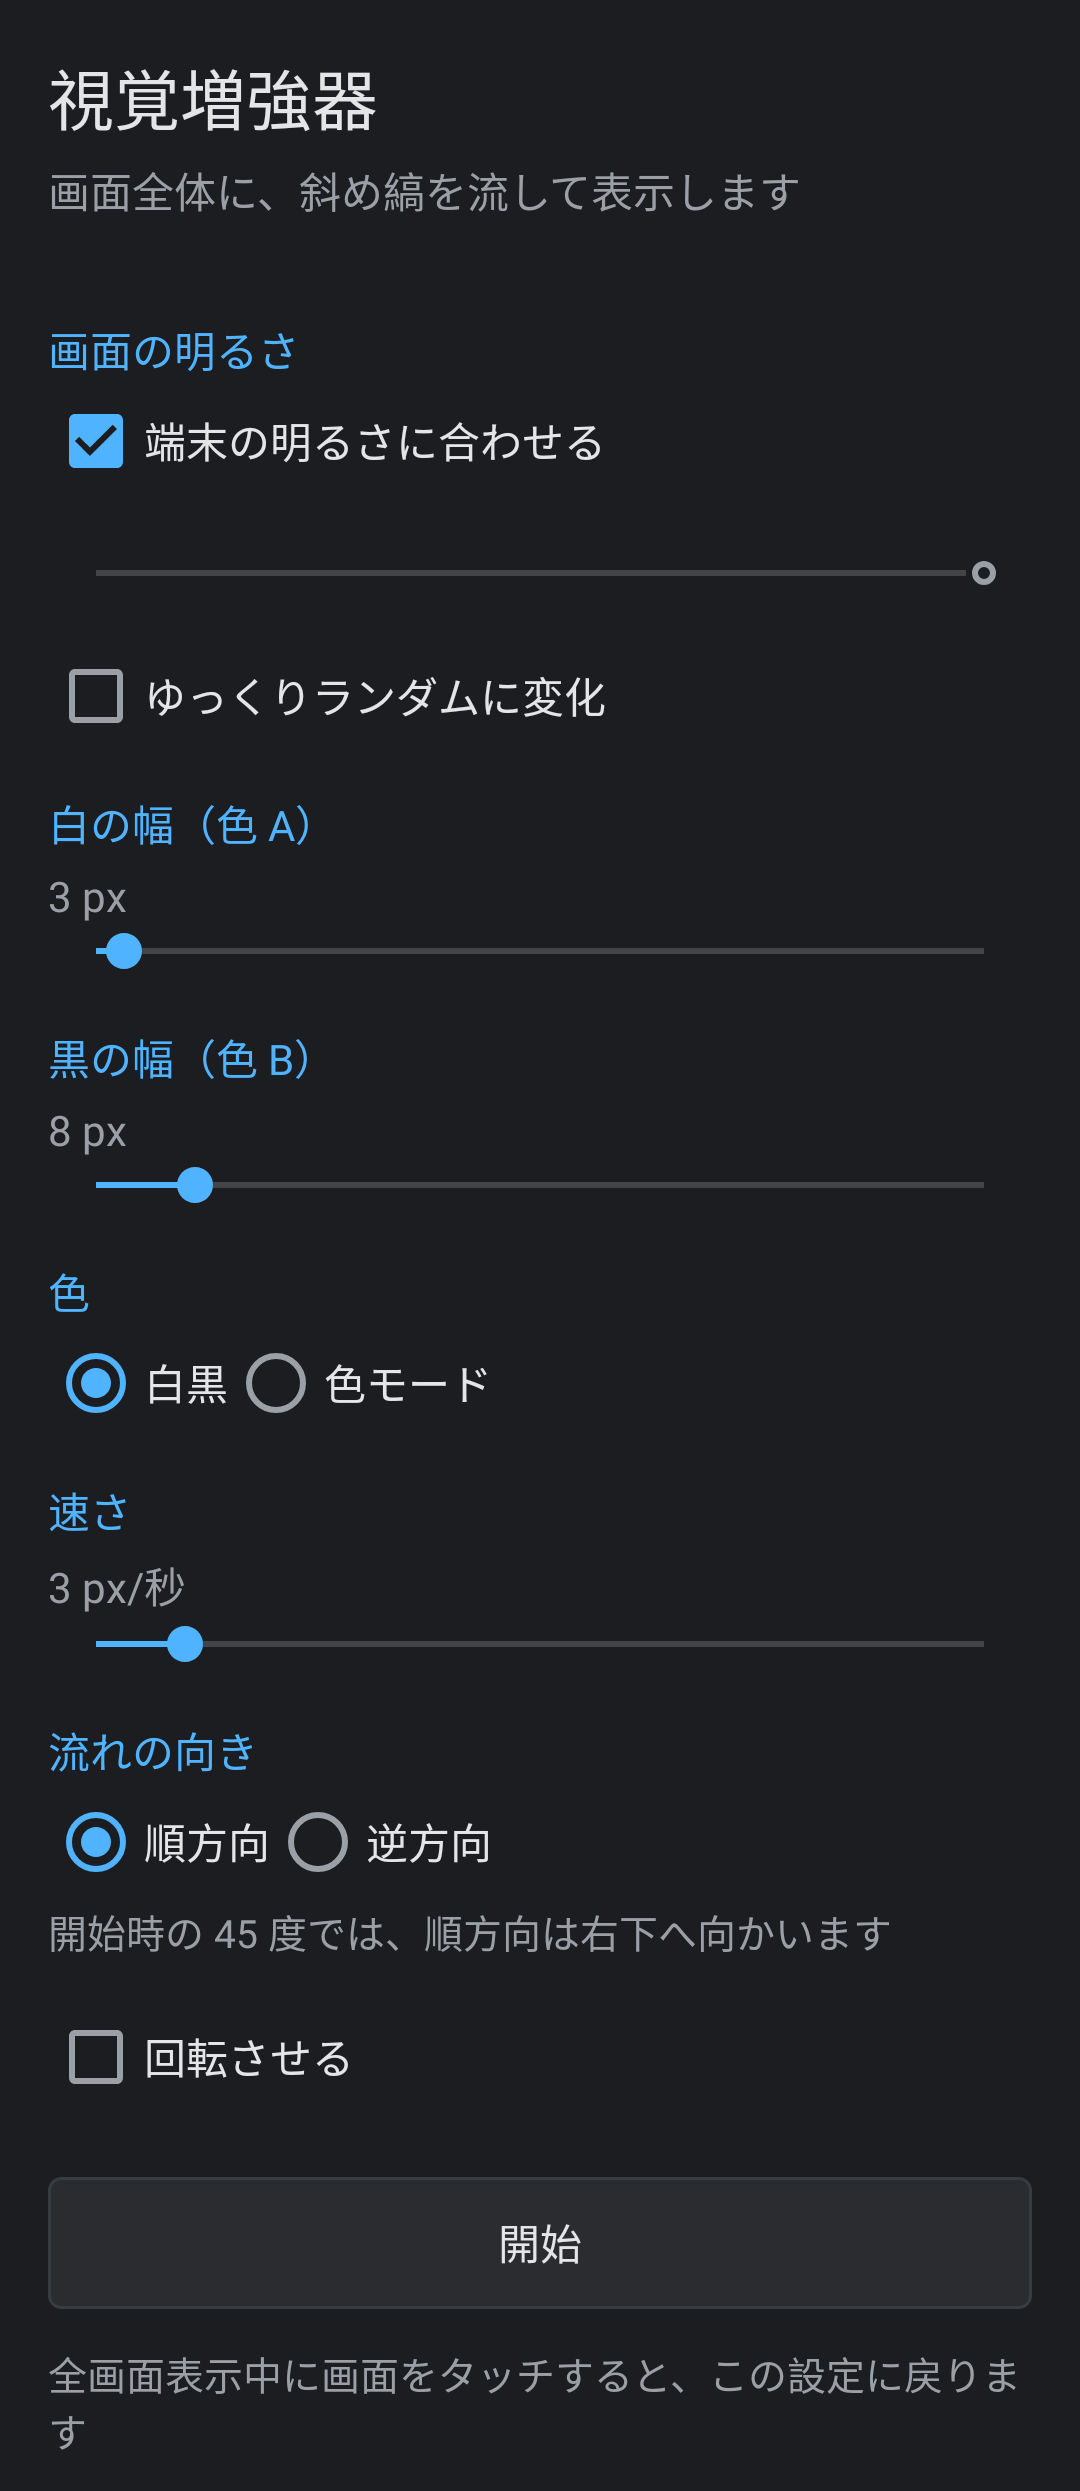 視覚増強器
画面全体に、斜め縞を流して表示します
画面の明るさ
端末の明るさに合わせる
ゆっくりランダムに変化
白の幅（色 A）
3 px
黒の幅（色 B）
8 px
色
白黒 色モード
速さ
3 px/秒
流れの向き
順方向 逆方向
開始時の 45 度では、順方向は右下へ向かいます
回転させる
開始
全画面表示中に画面をタッチすると、この設定に戻りま
す